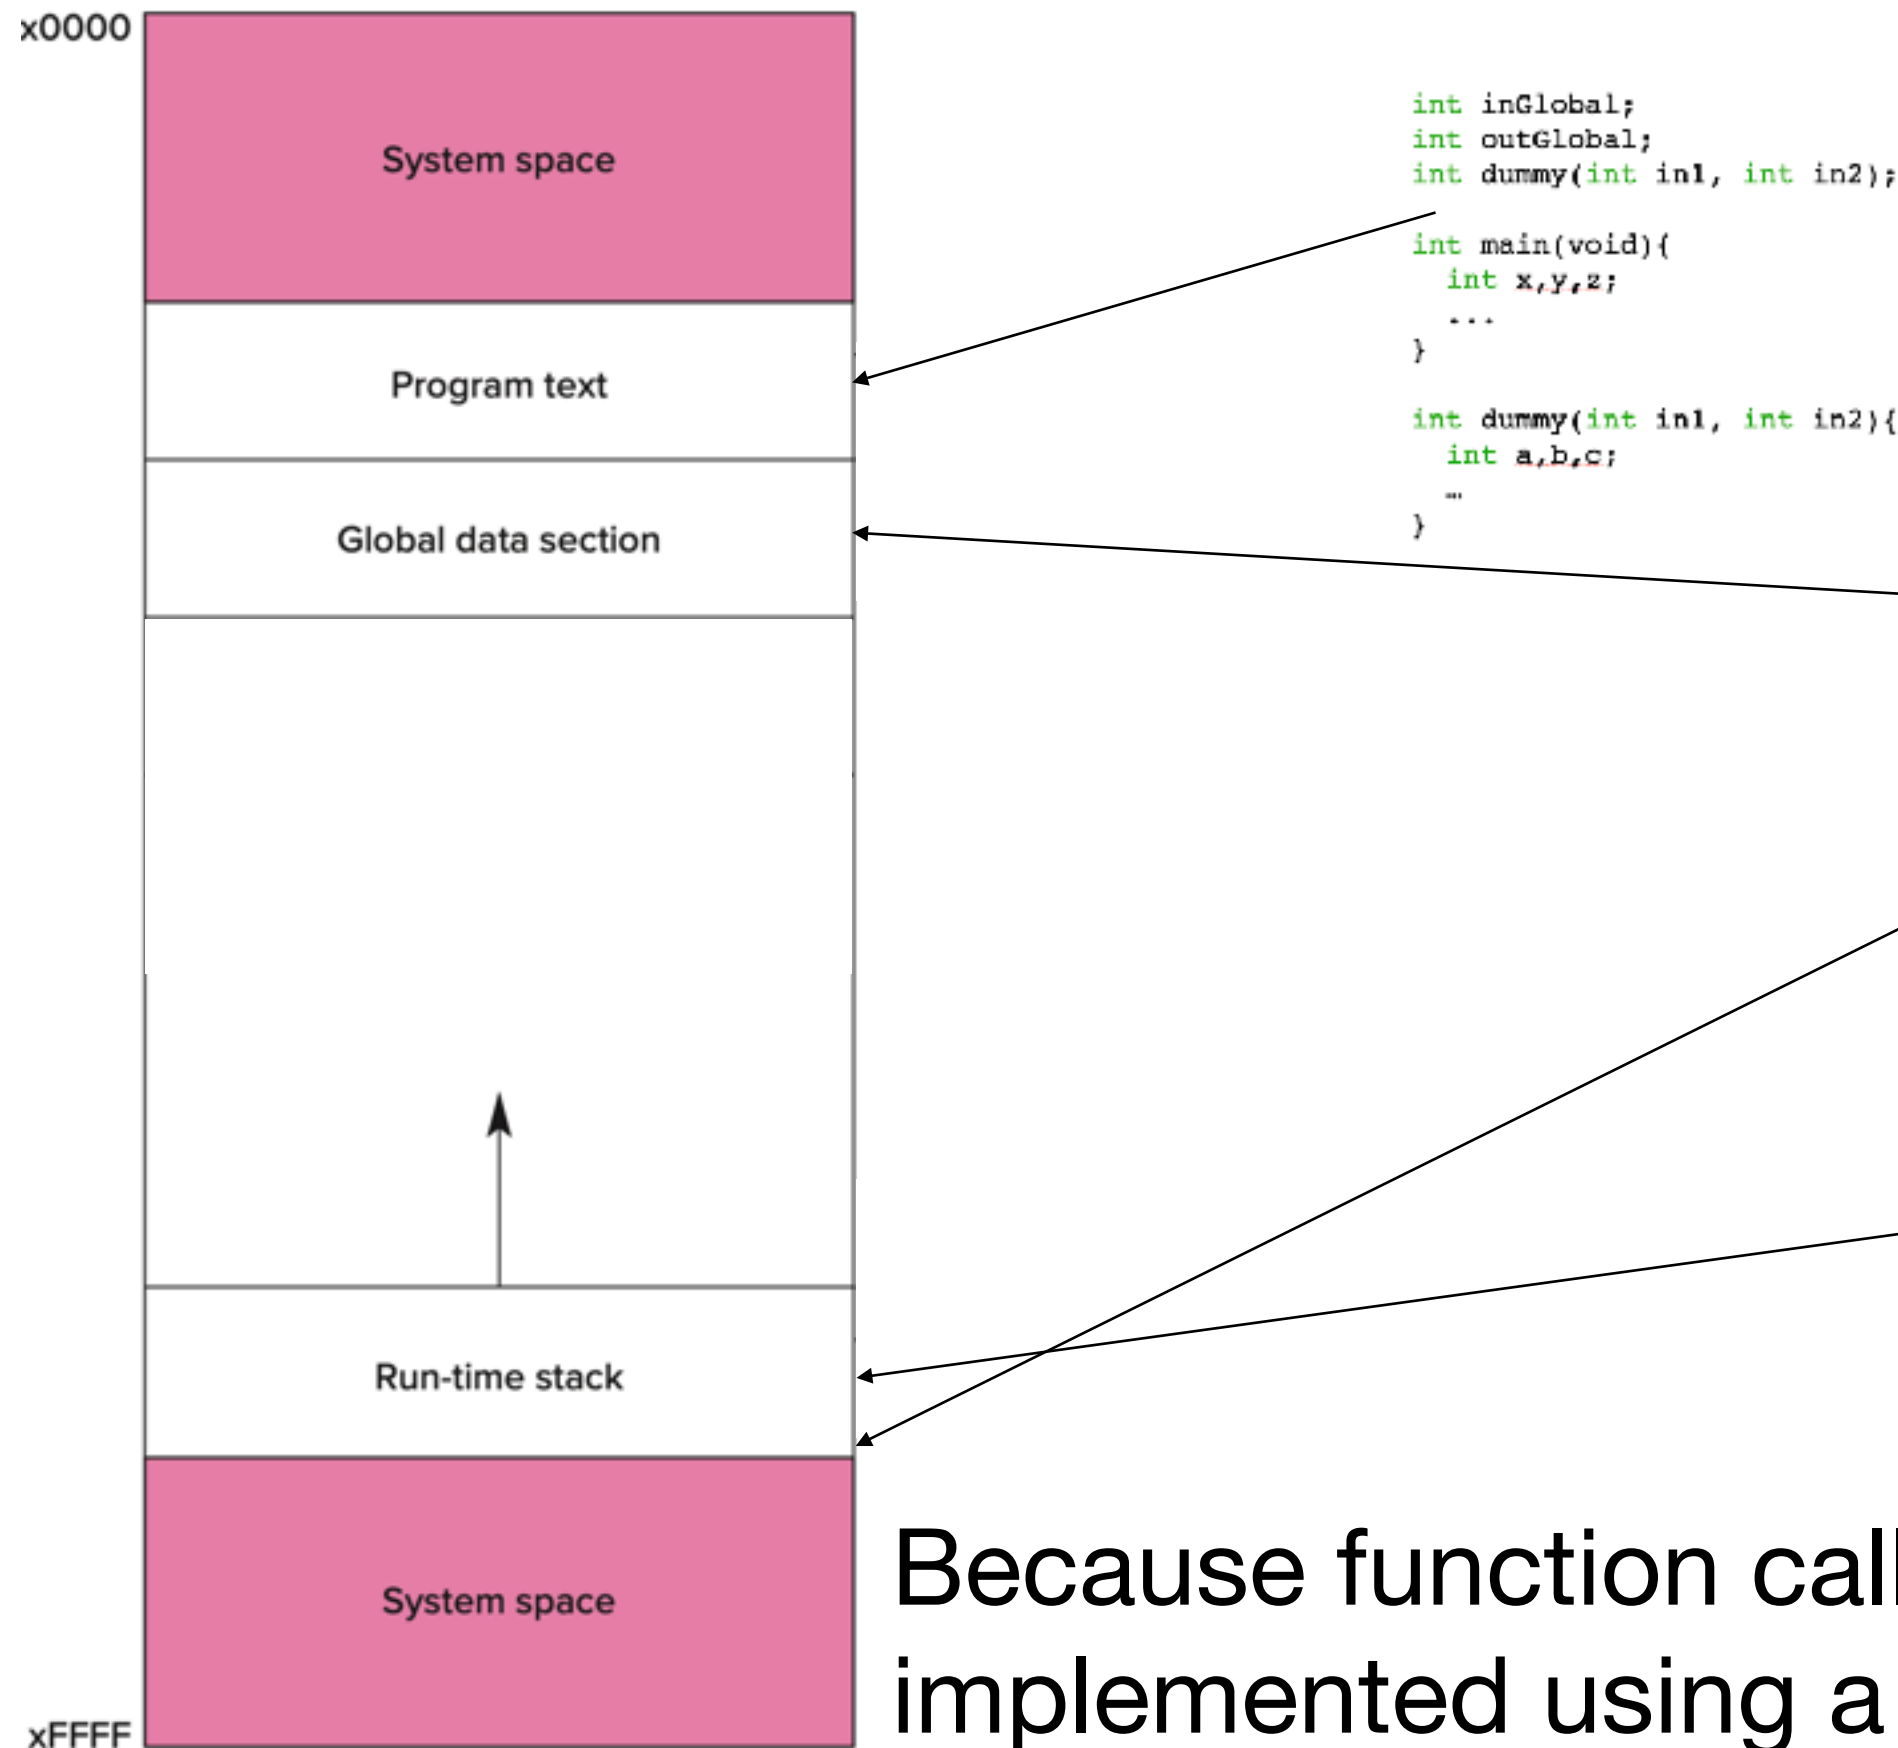 x0000
System space
Program text
Global data section
Run-time stack
System space
xFFFF
int inGlobal;
int outGlobal;
int dummy(int in1, int in2);
int main(void){
int x,y,z;
...
}
int dummy(int in1, int in2){
int a,b,c;
…
}
Because function call
implemented using a